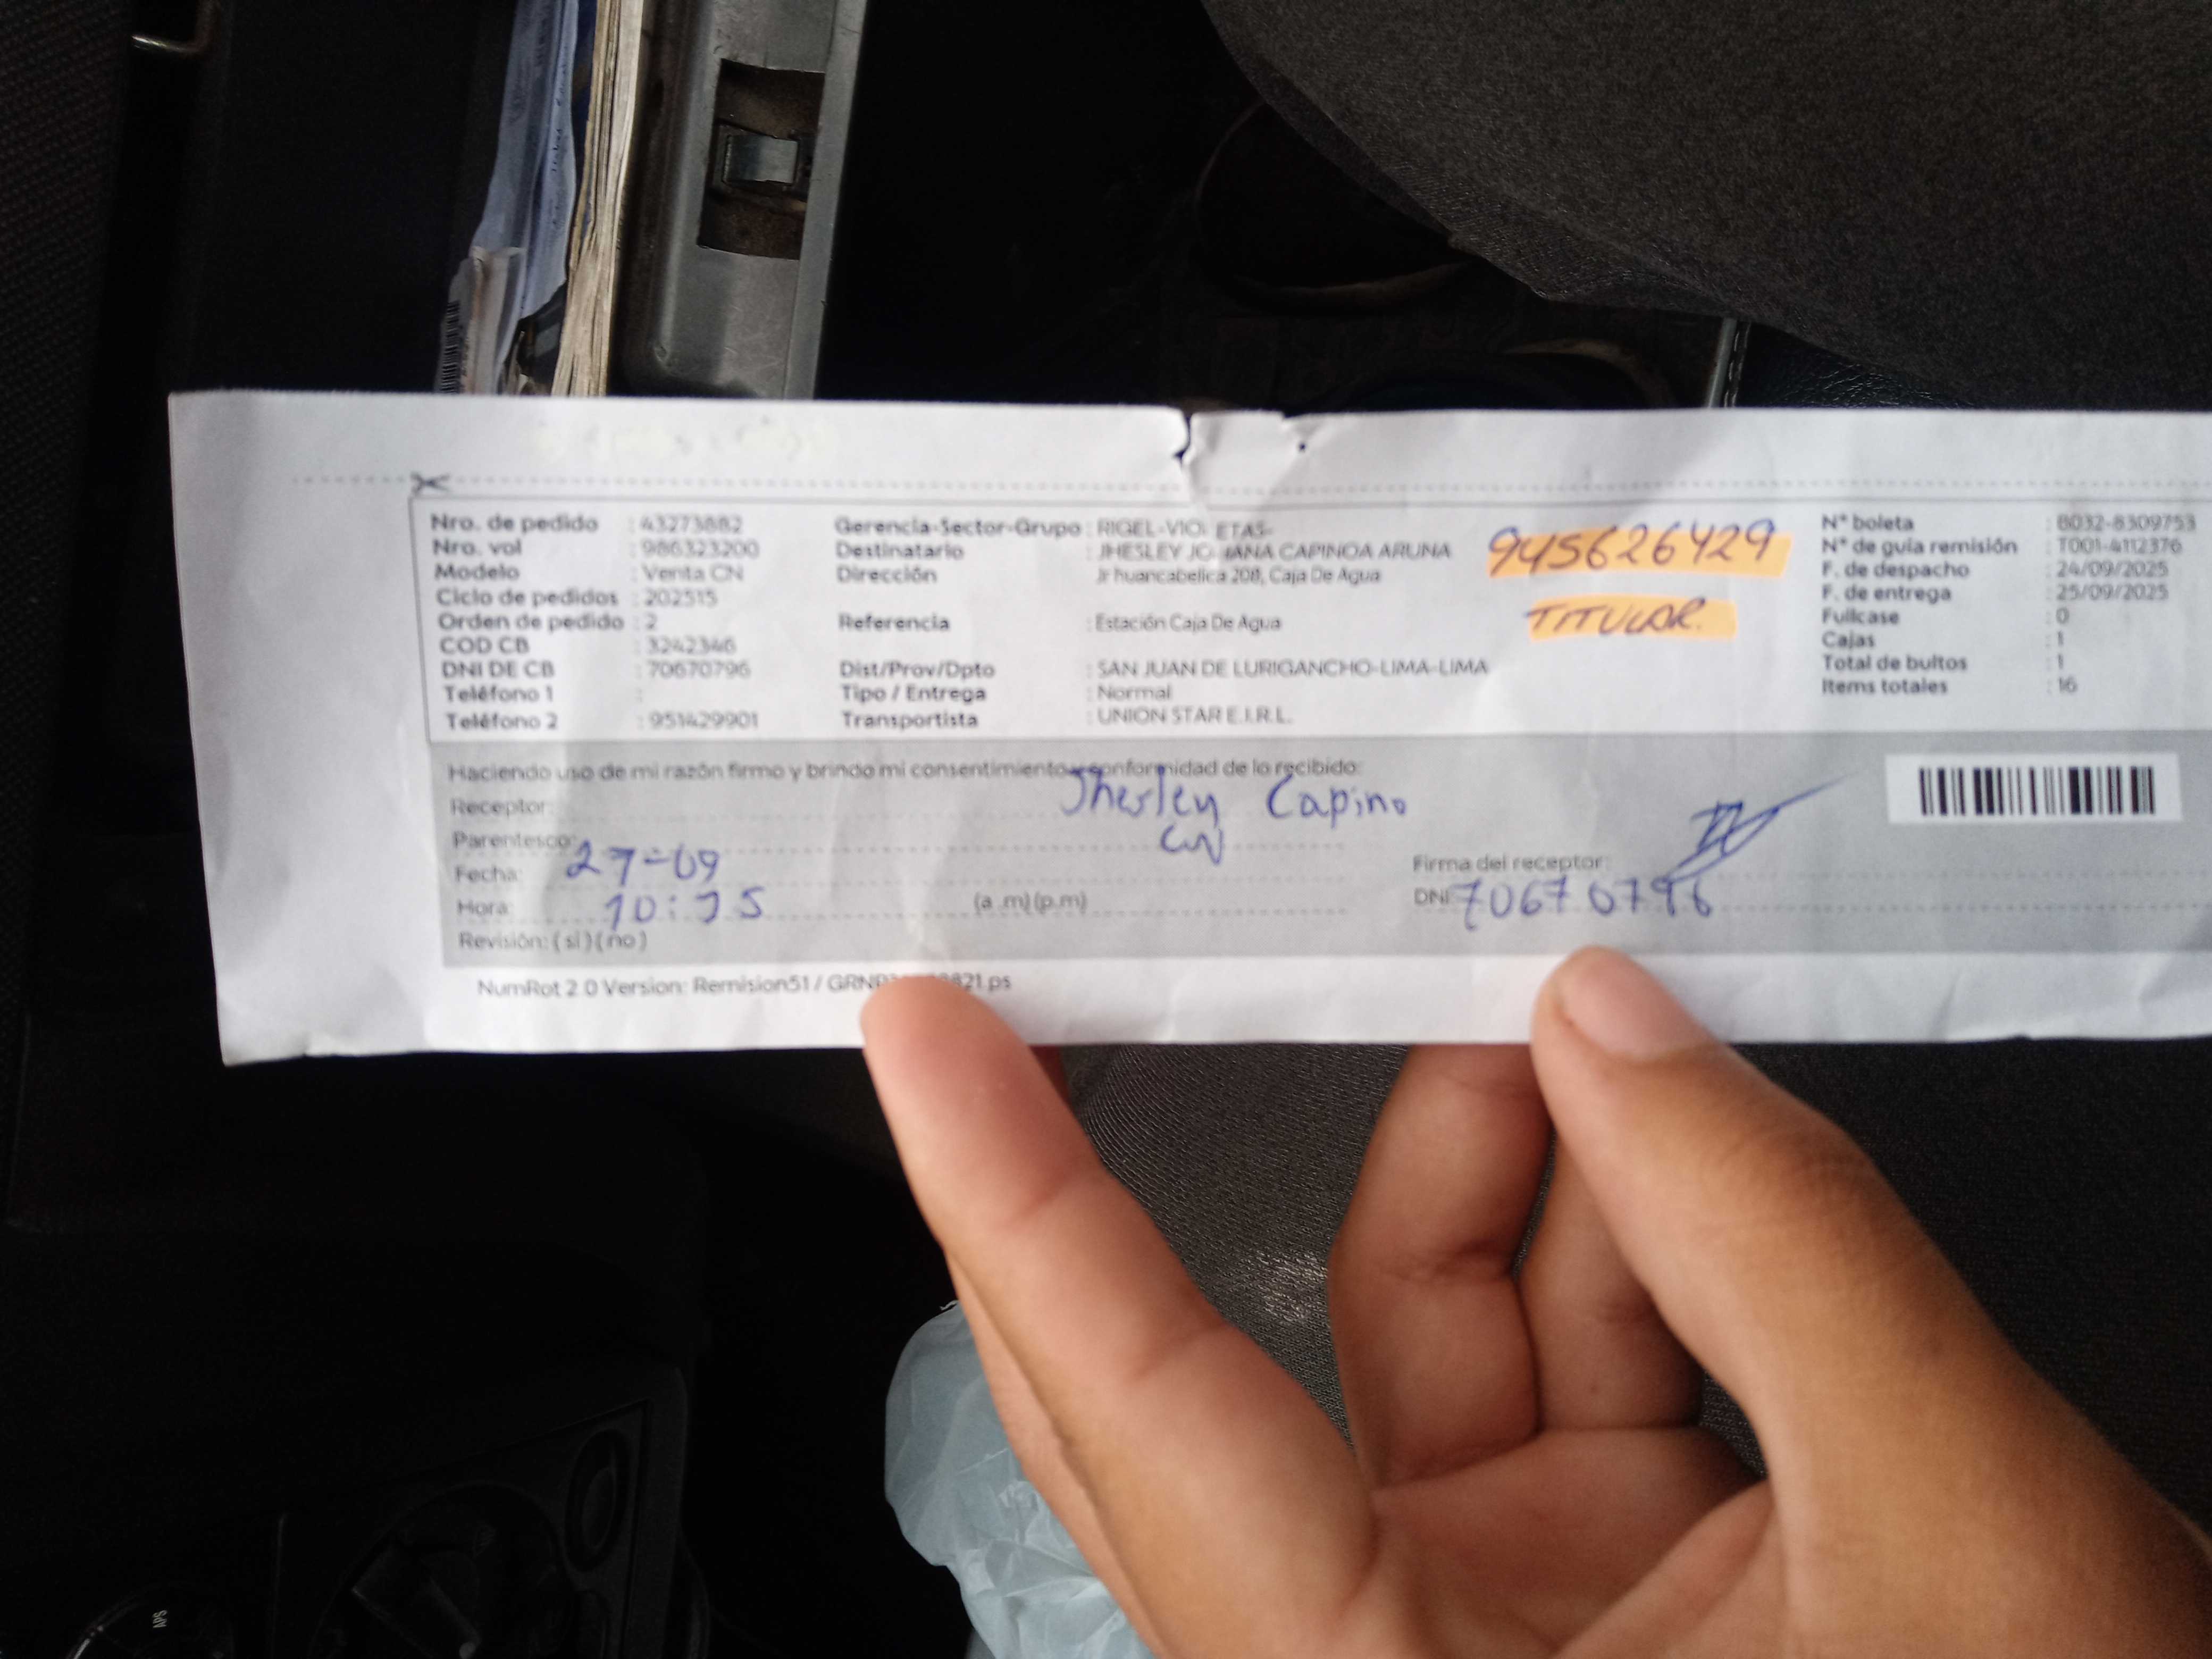 Nro. de pedido : 43273882 Gerencia-Sector-Grupo : RIGEL-VIO ETAS- 945626429 N° boleta : B032-8309753
Nro. vol : 986323200 Destinatario : JHESLEY JO ANA CAPINOA ARUNA N° de guía remisión : T001-4112376
Modelo : Venta CN Dirección : Jr huancabelica 208, Caja De Agua F. de despacho : 24/09/2025
Ciclo de pedidos : 202515 F. de entrega : 25/09/2025
Orden de pedido : 2 Referencia : Estación Caja De Agua TITULAR. Fullcase : 0
COD CB : 3242346 Cajas : 1
DNI DE CB : 70670796 Dist/Prov/Dpto : SAN JUAN DE LURIGANCHO-LIMA-LIMA Total de bultos : 1
Teléfono 1 : Tipo / Entrega : Normal Items totales : 16
Teléfono 2 : 951429901 Transportista : UNION STAR E.I.R.L.
Haciendo uso de mi razón firmo y brindo mi consentimiento y conformidad de lo recibido:
Receptor: Jhesley Capino
Parentesco: CN
Fecha: 27-09 Firma del receptor:
Hora: 10:35 (a .m) (p.m) DNI 70670796
Revisión: ( si ) ( no )
NumRot 2.0 Version: Remision51 / 821.ps
APS